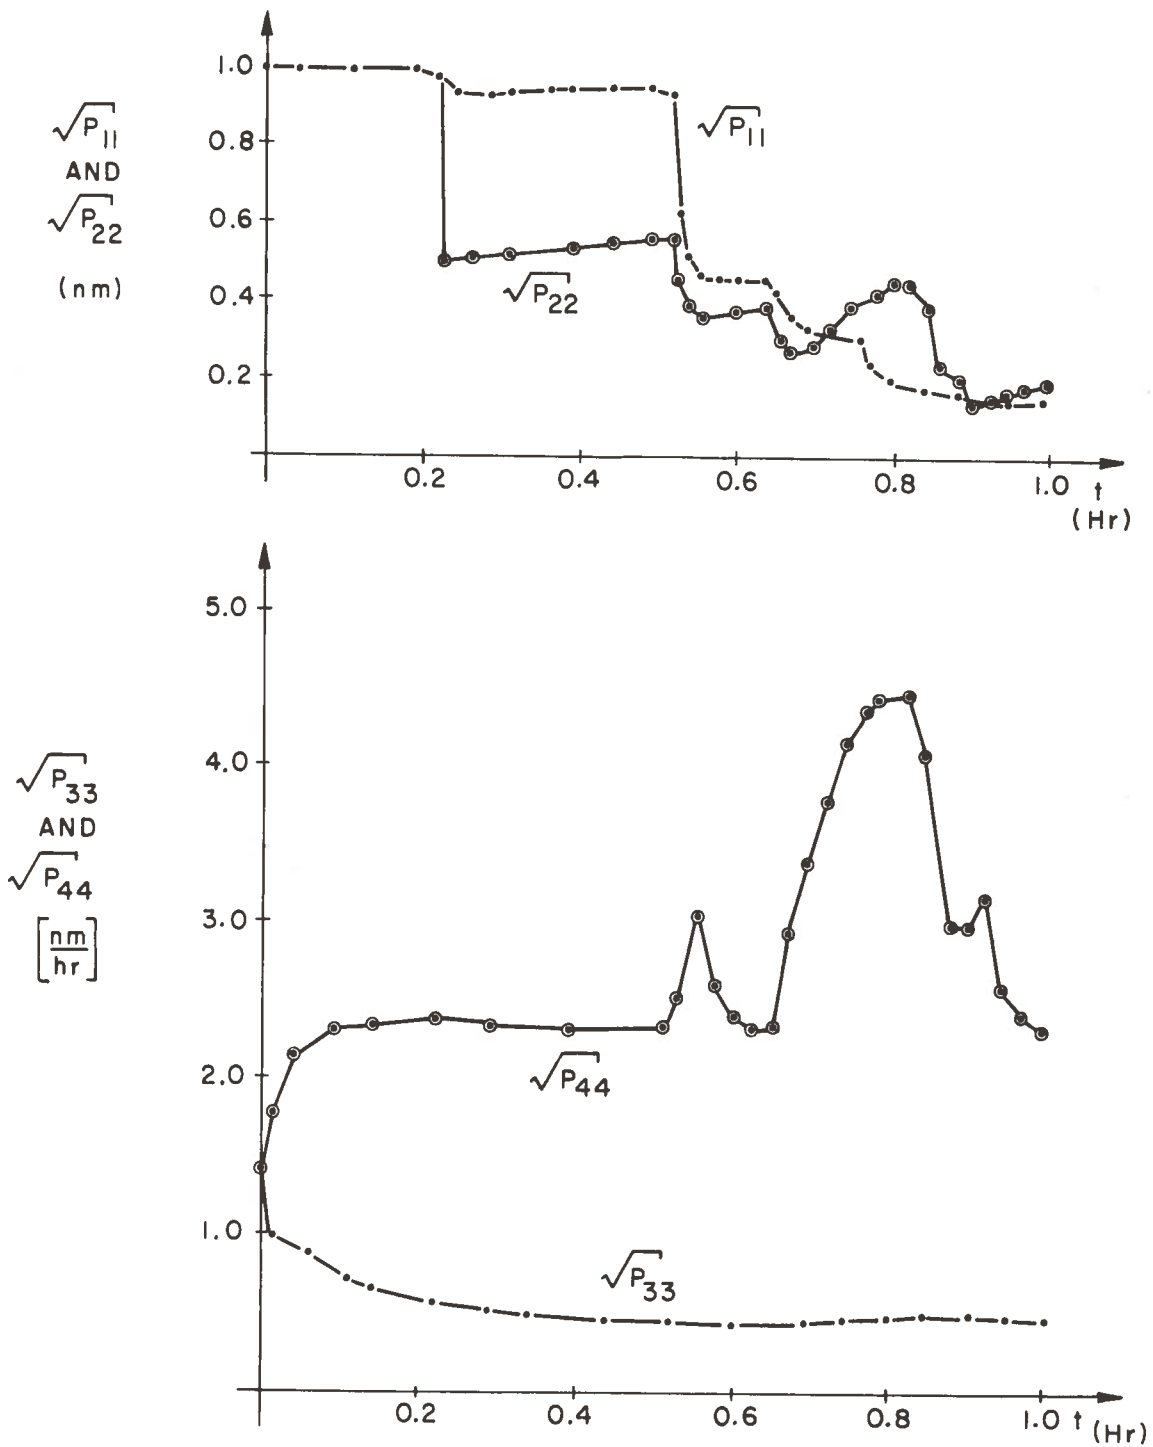 1.0
0.8
0.6
0.4
0.2
√P11
AND
√P22
(nm)
√P11
√P22
0.2 0.4 0.6 0.8 1.0 t
(Hr)
5.0
4.0
3.0
2.0
1.0
√P33
AND
√P44
[nm/hr]
√P44
√P33
0.2 0.4 0.6 0.8 1.0 t (Hr)